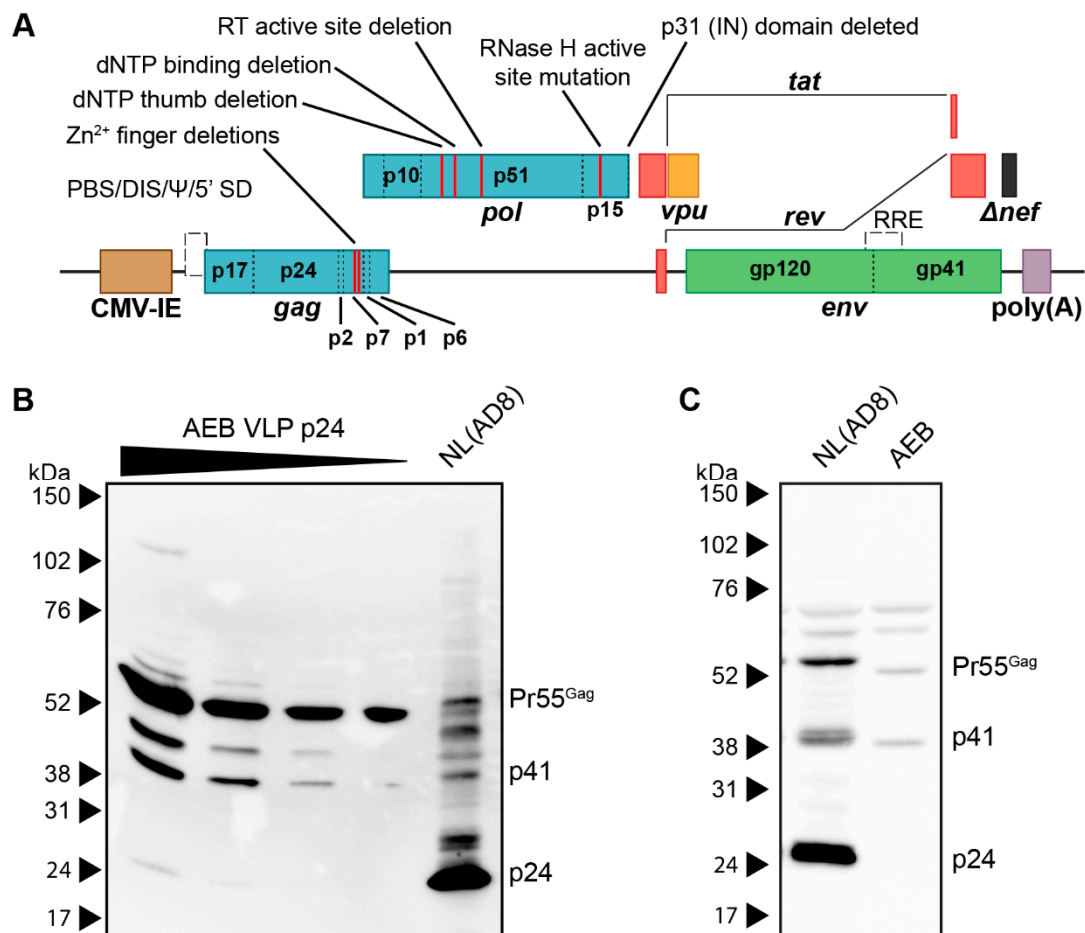 A
RT active site deletion
p31 (IN) domain deleted
RNase H active
site mutation
dNTP binding deletion
dNTP thumb deletion
Zn²⁺ finger deletions
tat
p10
p51
p15
pol
vpu
rev
Δnef
PBS/DIS/Ψ/5' SD
RRE
p17
p24
gp120
gp41
CMV-IE
gag
env
poly(A)
p2
p7
p1
p6
B
AEB VLP p24
NL(AD8)
kDa
150
102
76
52
38
31
24
17
Pr55ᴳᵃᵍ
p41
p24
C
NL(AD8)
AEB
kDa
150
102
76
52
38
31
24
17
Pr55ᴳᵃᵍ
p41
p24